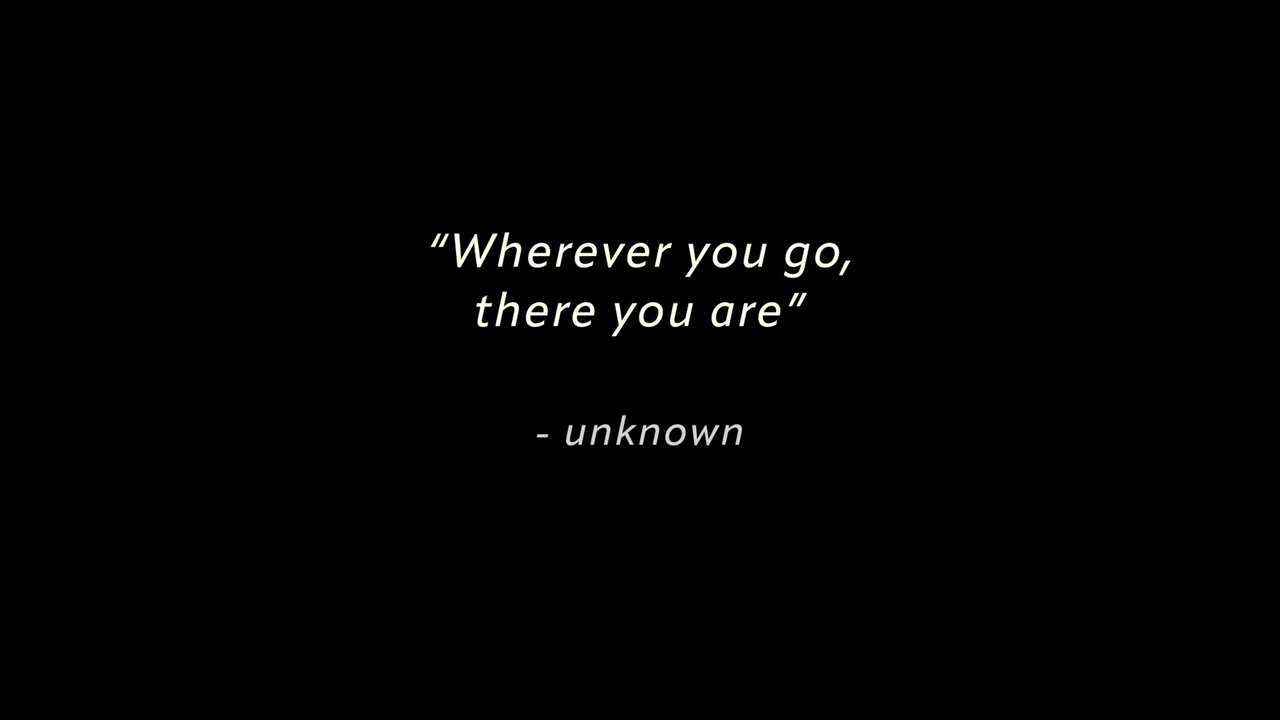 “Wherever you go,
there you are”
- unknown